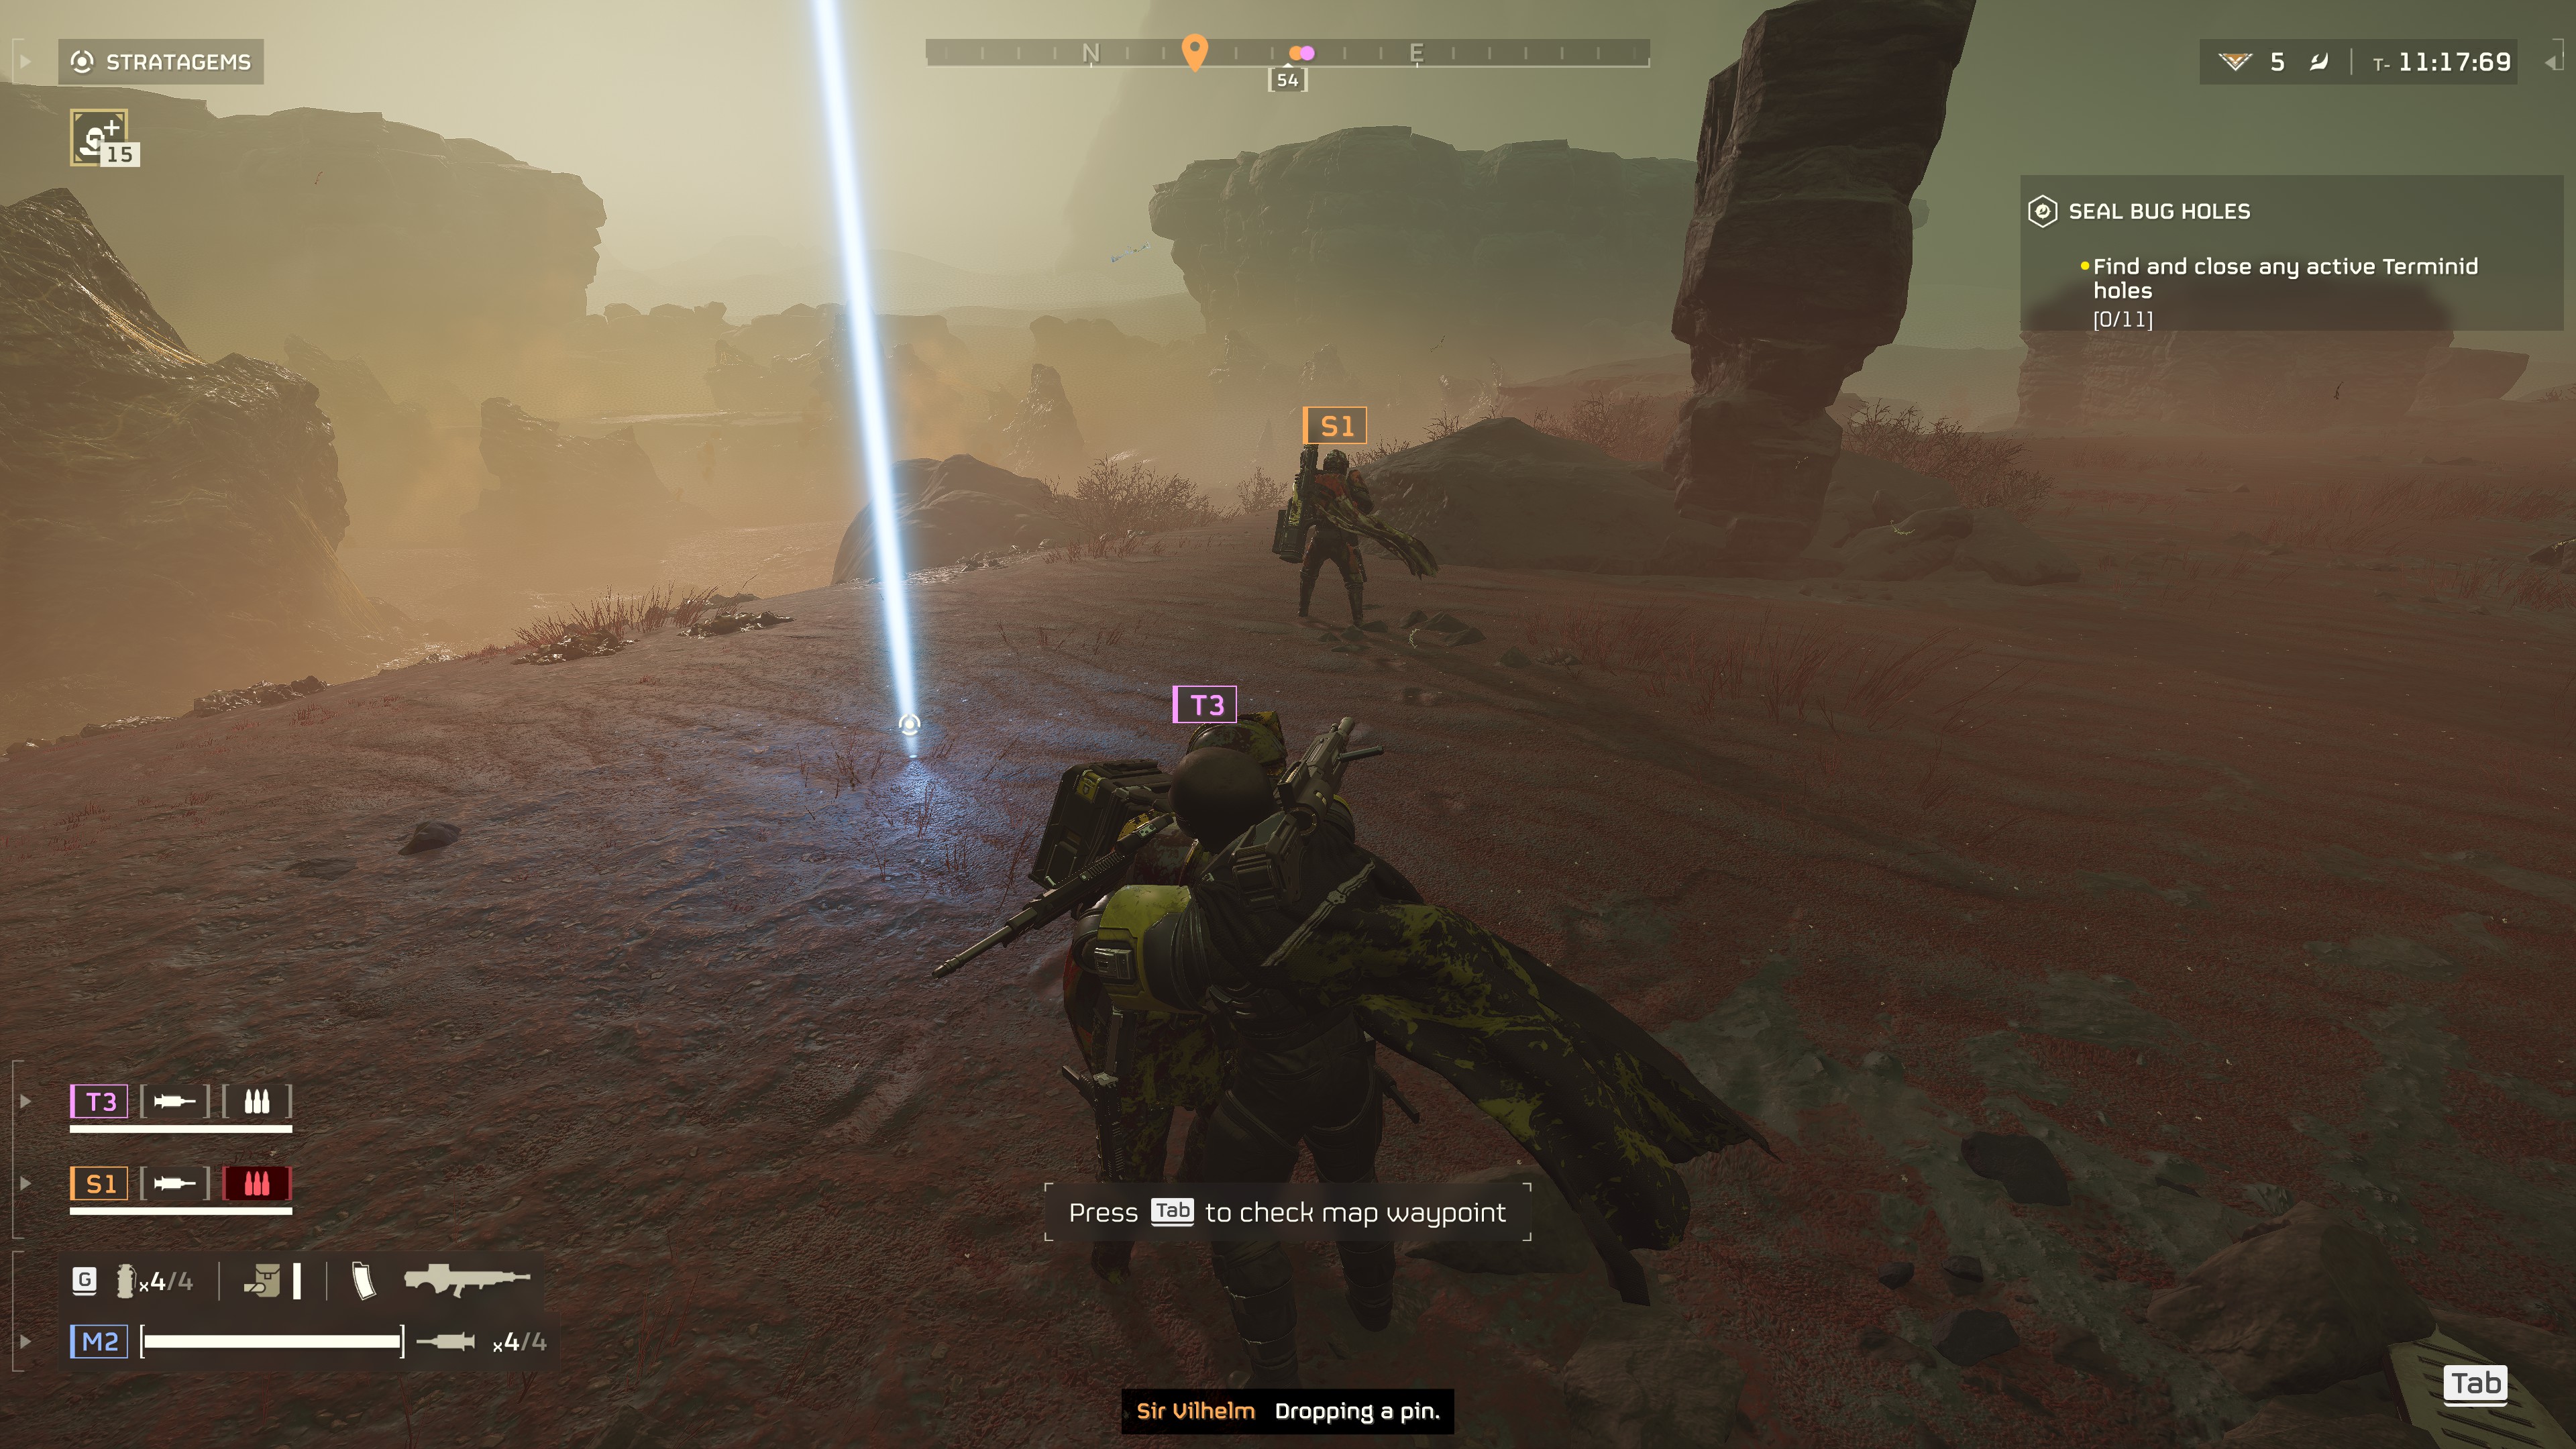 STRATAGEMS
15
N
E
54
5
T- 11:17:69
SEAL BUG HOLES
Find and close any active Terminid
holes
[0/11]
S1
T3
T3
S1
G
x4/4
M2
x4/4
Press Tab to check map waypoint
Tab
Sir Vilhelm Dropping a pin.